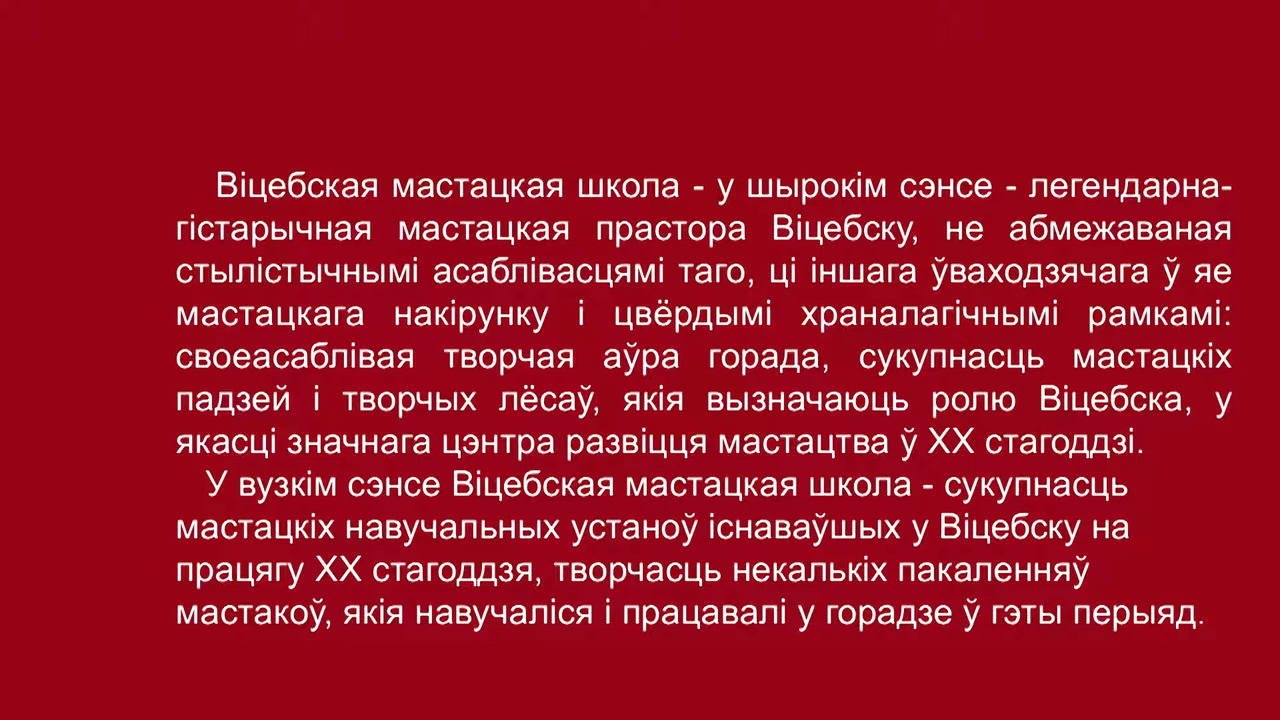 Віцебская мастацкая школа - у шырокім сэнсе - легендарна-
гістарычная мастацкая прастора Віцебску, не абмежаваная
стылістычнымі асаблівасцямі таго, ці іншага ўваходзячага ў яе
мастацкага накірунку і цвёрдымі храналагічнымі рамкамі:
своеасаблівая творчая аўра горада, сукупнасць мастацкіх
падзей і творчых лёсаў, якія вызначаюць ролю Віцебска, у
якасці значнага цэнтра развіцця мастацтва ў ХХ стагоддзі.
У вузкім сэнсе Віцебская мастацкая школа - сукупнасць
мастацкіх навучальных устаноў існаваўшых у Віцебску на
працягу ХХ стагоддзя, творчасць некалькіх пакаленняў
мастакоў, якія навучаліся і працавалі у горадзе ў гэты перыяд.